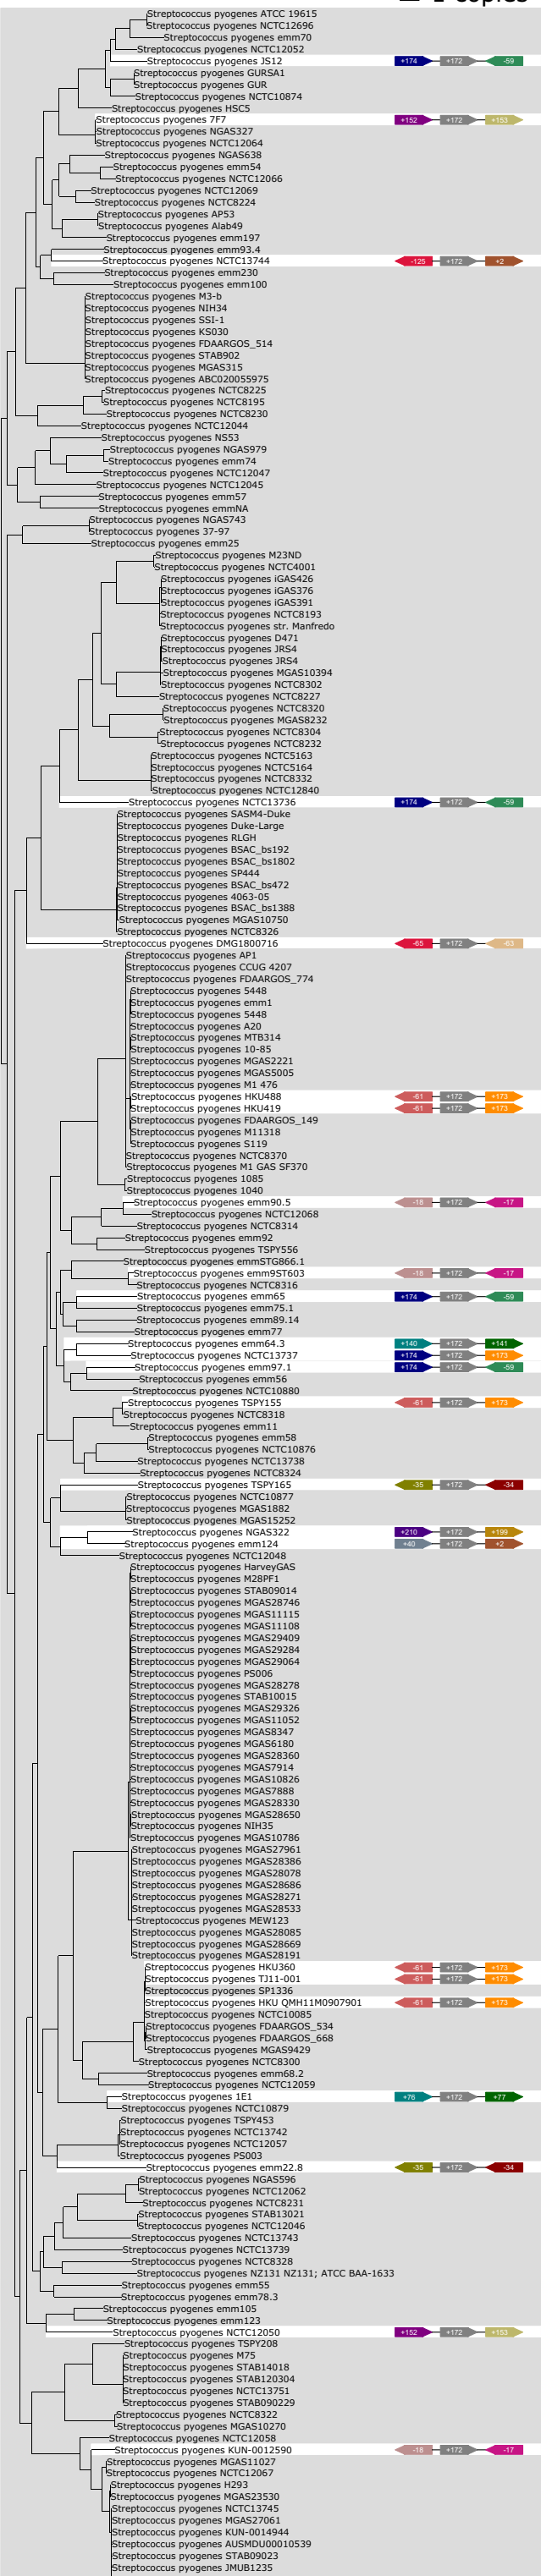 1 copies
Streptococcus pyogenes ATCC 19615
Streptococcus pyogenes NCTC12696
Streptococcus pyogenes emm70
Streptococcus pyogenes NCTC12052
Streptococcus pyogenes JS12 +174 +172 -59
Streptococcus pyogenes GURSA1
Streptococcus pyogenes GUR
Streptococcus pyogenes NCTC10874
Streptococcus pyogenes HSC5
Streptococcus pyogenes 7F7 +152 +172 +153
Streptococcus pyogenes NGAS327
Streptococcus pyogenes NCTC12064
Streptococcus pyogenes NGAS638
Streptococcus pyogenes emm54
Streptococcus pyogenes NCTC12066
Streptococcus pyogenes NCTC12069
Streptococcus pyogenes NCTC8224
Streptococcus pyogenes AP53
Streptococcus pyogenes Alab49
Streptococcus pyogenes emm197
Streptococcus pyogenes emm93.4
Streptococcus pyogenes NCTC13744 -125 +172 +2
Streptococcus pyogenes emm230
Streptococcus pyogenes emm100
Streptococcus pyogenes M3-b
Streptococcus pyogenes NIH34
Streptococcus pyogenes SSI-1
Streptococcus pyogenes KS030
Streptococcus pyogenes FDAARGOS_514
Streptococcus pyogenes STAB902
Streptococcus pyogenes MGAS315
Streptococcus pyogenes ABC020055975
Streptococcus pyogenes NCTC8225
Streptococcus pyogenes NCTC8195
Streptococcus pyogenes NCTC8230
Streptococcus pyogenes NCTC12044
Streptococcus pyogenes NS53
Streptococcus pyogenes NGAS979
Streptococcus pyogenes emm74
Streptococcus pyogenes NCTC12047
Streptococcus pyogenes NCTC12045
Streptococcus pyogenes emm57
Streptococcus pyogenes emmNA
Streptococcus pyogenes NGAS743
Streptococcus pyogenes 37-97
Streptococcus pyogenes emm25
Streptococcus pyogenes M23ND
Streptococcus pyogenes NCTC4001
Streptococcus pyogenes iGAS426
Streptococcus pyogenes iGAS376
Streptococcus pyogenes iGAS391
Streptococcus pyogenes NCTC8193
Streptococcus pyogenes str. Manfredo
Streptococcus pyogenes D471
Streptococcus pyogenes JRS4
Streptococcus pyogenes JRS4
Streptococcus pyogenes MGAS10394
Streptococcus pyogenes NCTC8302
Streptococcus pyogenes NCTC8227
Streptococcus pyogenes NCTC8320
Streptococcus pyogenes MGAS8232
Streptococcus pyogenes NCTC8304
Streptococcus pyogenes NCTC8232
Streptococcus pyogenes NCTC5163
Streptococcus pyogenes NCTC5164
Streptococcus pyogenes NCTC8332
Streptococcus pyogenes NCTC12840
Streptococcus pyogenes NCTC13736 +174 +172 -59
Streptococcus pyogenes SASM4-Duke
Streptococcus pyogenes Duke-Large
Streptococcus pyogenes RLGH
Streptococcus pyogenes BSAC_bs192
Streptococcus pyogenes BSAC_bs1802
Streptococcus pyogenes SP444
Streptococcus pyogenes BSAC_bs472
Streptococcus pyogenes 4063-05
Streptococcus pyogenes BSAC_bs1388
Streptococcus pyogenes MGAS10750
Streptococcus pyogenes NCTC8326
Streptococcus pyogenes DMG1800716 -65 +172 -63
Streptococcus pyogenes AP1
Streptococcus pyogenes CCUG 4207
Streptococcus pyogenes FDAARGOS_774
Streptococcus pyogenes 5448
Streptococcus pyogenes emm1
Streptococcus pyogenes 5448
Streptococcus pyogenes A20
Streptococcus pyogenes MTB314
Streptococcus pyogenes 10-85
Streptococcus pyogenes MGAS2221
Streptococcus pyogenes MGAS5005
Streptococcus pyogenes M1 476
Streptococcus pyogenes HKU488 -61 +172 +173
Streptococcus pyogenes HKU419 -61 +172 +173
Streptococcus pyogenes FDAARGOS_149
Streptococcus pyogenes M11318
Streptococcus pyogenes S119
Streptococcus pyogenes NCTC8370
Streptococcus pyogenes M1 GAS SF370
Streptococcus pyogenes 1085
Streptococcus pyogenes 1040
Streptococcus pyogenes emm90.5 -18 +172 -17
Streptococcus pyogenes NCTC12068
Streptococcus pyogenes NCTC8314
Streptococcus pyogenes emm92
Streptococcus pyogenes TSPY556
Streptococcus pyogenes emmSTG866.1
Streptococcus pyogenes emm9ST603 -18 +172 -17
Streptococcus pyogenes NCTC8316
Streptococcus pyogenes emm65 +174 +172 -59
Streptococcus pyogenes emm75.1
Streptococcus pyogenes emm89.14
Streptococcus pyogenes emm77
Streptococcus pyogenes emm64.3 +140 +172 +141
Streptococcus pyogenes NCTC13737 +174 +172 +173
Streptococcus pyogenes emm97.1 +174 +172 -59
Streptococcus pyogenes emm56
Streptococcus pyogenes NCTC10880
Streptococcus pyogenes TSPY155 -61 +172 +173
Streptococcus pyogenes NCTC8318
Streptococcus pyogenes emm11
Streptococcus pyogenes emm58
Streptococcus pyogenes NCTC10876
Streptococcus pyogenes NCTC13738
Streptococcus pyogenes NCTC8324
Streptococcus pyogenes TSPY165 -35 +172 -34
Streptococcus pyogenes NCTC10877
Streptococcus pyogenes MGAS1882
Streptococcus pyogenes MGAS15252
Streptococcus pyogenes NGAS322 +210 +172 +199
Streptococcus pyogenes emm124 +40 +172 +2
Streptococcus pyogenes NCTC12048
Streptococcus pyogenes HarveyGAS
Streptococcus pyogenes M28PF1
Streptococcus pyogenes STAB09014
Streptococcus pyogenes MGAS28746
Streptococcus pyogenes MGAS11115
Streptococcus pyogenes MGAS11108
Streptococcus pyogenes MGAS29409
Streptococcus pyogenes MGAS29284
Streptococcus pyogenes MGAS29064
Streptococcus pyogenes PS006
Streptococcus pyogenes MGAS28278
Streptococcus pyogenes STAB10015
Streptococcus pyogenes MGAS29326
Streptococcus pyogenes MGAS11052
Streptococcus pyogenes MGAS8347
Streptococcus pyogenes MGAS6180
Streptococcus pyogenes MGAS28360
Streptococcus pyogenes MGAS7914
Streptococcus pyogenes MGAS10826
Streptococcus pyogenes MGAS7888
Streptococcus pyogenes MGAS28330
Streptococcus pyogenes MGAS28650
Streptococcus pyogenes NIH35
Streptococcus pyogenes MGAS10786
Streptococcus pyogenes MGAS27961
Streptococcus pyogenes MGAS28386
Streptococcus pyogenes MGAS28078
Streptococcus pyogenes MGAS28686
Streptococcus pyogenes MGAS28271
Streptococcus pyogenes MGAS28533
Streptococcus pyogenes MEW123
Streptococcus pyogenes MGAS28085
Streptococcus pyogenes MGAS28669
Streptococcus pyogenes MGAS28191
Streptococcus pyogenes HKU360 -61 +172 +173
Streptococcus pyogenes TJ11-001 -61 +172 +173
Streptococcus pyogenes SP1336
Streptococcus pyogenes HKU QMH11M0907901 -61 +172 +173
Streptococcus pyogenes NCTC10085
Streptococcus pyogenes FDAARGOS_534
Streptococcus pyogenes FDAARGOS_668
Streptococcus pyogenes MGAS9429
Streptococcus pyogenes NCTC8300
Streptococcus pyogenes emm68.2
Streptococcus pyogenes NCTC12059
Streptococcus pyogenes 1E1 +76 +172 +77
Streptococcus pyogenes NCTC10879
Streptococcus pyogenes TSPY453
Streptococcus pyogenes NCTC13742
Streptococcus pyogenes NCTC12057
Streptococcus pyogenes PS003
Streptococcus pyogenes emm22.8 -35 +172 -34
Streptococcus pyogenes NGAS596
Streptococcus pyogenes NCTC12062
Streptococcus pyogenes NCTC8231
Streptococcus pyogenes STAB13021
Streptococcus pyogenes NCTC12046
Streptococcus pyogenes NCTC13743
Streptococcus pyogenes NCTC13739
Streptococcus pyogenes NCTC8328
Streptococcus pyogenes NZ131 NZ131; ATCC BAA-1633
Streptococcus pyogenes emm55
Streptococcus pyogenes emm78.3
Streptococcus pyogenes emm105
Streptococcus pyogenes emm123
Streptococcus pyogenes NCTC12050 +152 +172 +153
Streptococcus pyogenes TSPY208
Streptococcus pyogenes M75
Streptococcus pyogenes STAB14018
Streptococcus pyogenes STAB120304
Streptococcus pyogenes NCTC13751
Streptococcus pyogenes STAB090229
Streptococcus pyogenes NCTC8322
Streptococcus pyogenes MGAS10270
Streptococcus pyogenes NCTC12058
Streptococcus pyogenes KUN-0012590 -18 +172 -17
Streptococcus pyogenes MGAS11027
Streptococcus pyogenes NCTC12067
Streptococcus pyogenes H293
Streptococcus pyogenes MGAS23530
Streptococcus pyogenes NCTC13745
Streptococcus pyogenes MGAS27061
Streptococcus pyogenes KUN-0014944
Streptococcus pyogenes AUSMDU00010539
Streptococcus pyogenes STAB09023
Streptococcus pyogenes JMUB1235